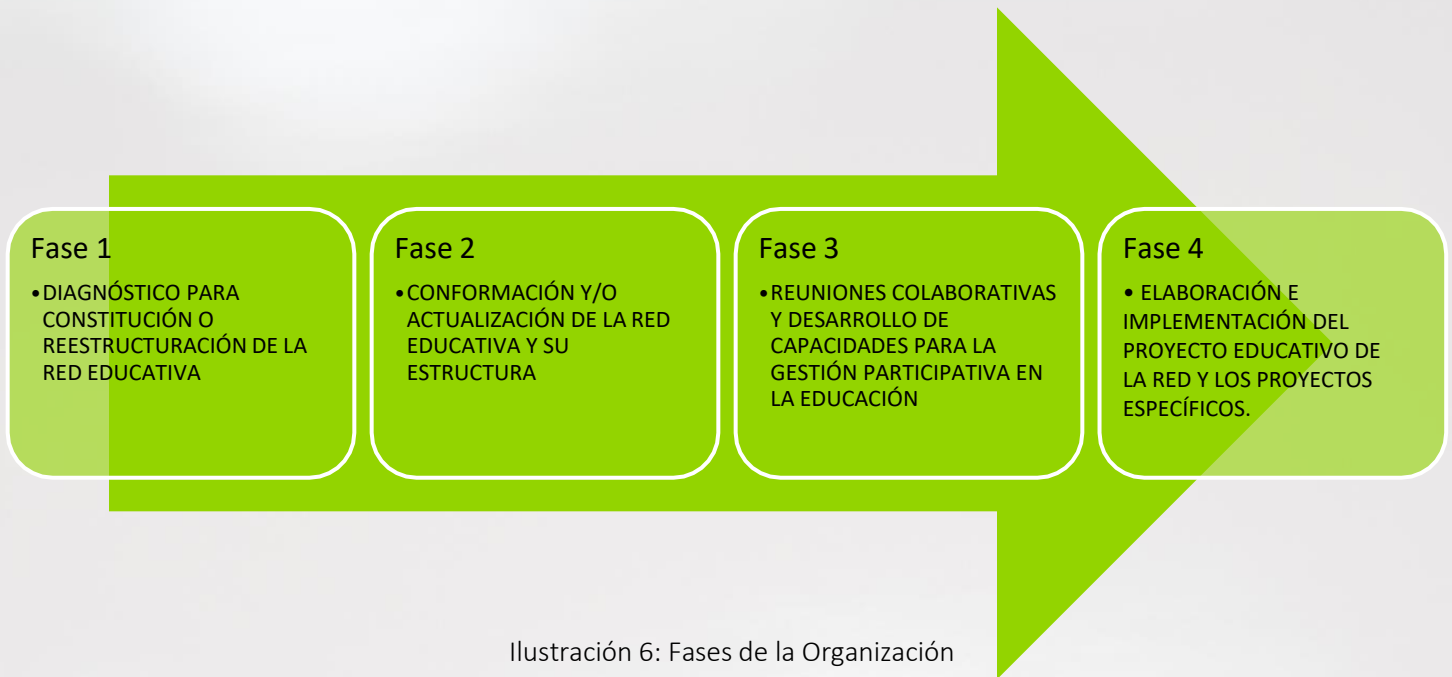 Fase 1
•DIAGNÓSTICO PARA
CONSTITUCIÓN O
REESTRUCTURACIÓN DE LA
RED EDUCATIVA
Fase 2
•CONFORMACIÓN Y/O
ACTUALIZACIÓN DE LA RED
EDUCATIVA Y SU
ESTRUCTURA
Fase 3
•REUNIONES COLABORATIVAS
Y DESARROLLO DE
CAPACIDADES PARA LA
GESTIÓN PARTICIPATIVA EN
LA EDUCACIÓN
Fase 4
• ELABORACIÓN E
IMPLEMENTACIÓN DEL
PROYECTO EDUCATIVO DE
LA RED Y LOS PROYECTOS
ESPECÍFICOS.
Ilustración 6: Fases de la Organización